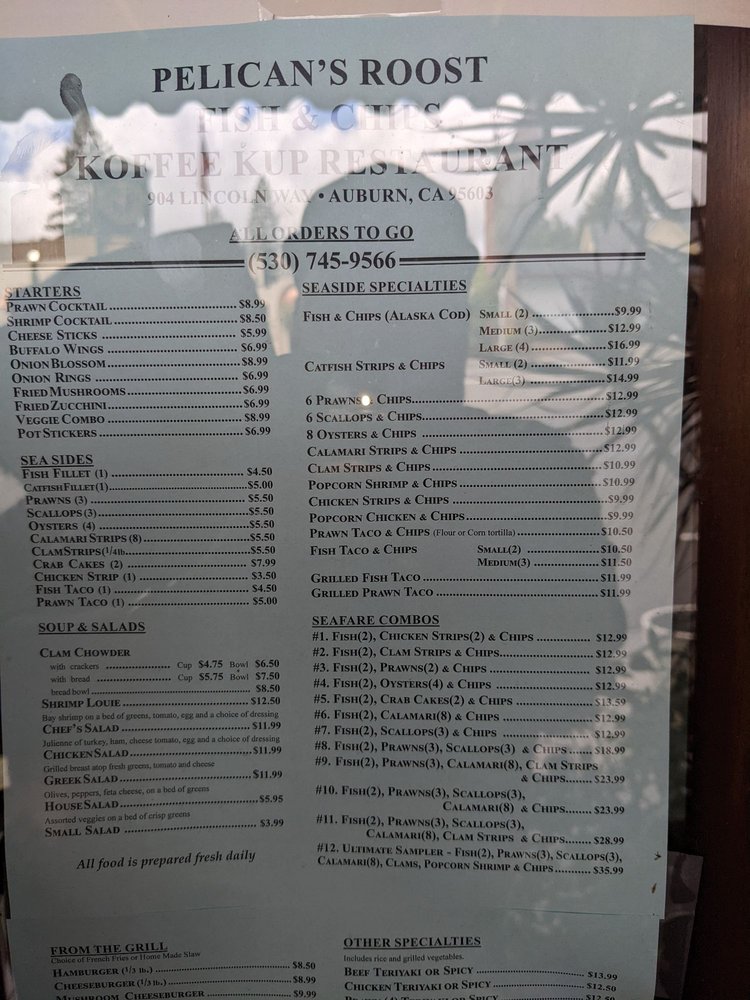 PELICAN'S ROOST
FISH & CHIPS
KOFFEE KUP RESTAURANT
904 LINCOLN WAY • AUBURN, CA 95603
ALL ORDERS TO GO
(530) 745-9566
STARTERS
PRAWN COCKTAIL $8.99
SHRIMP COCKTAIL $8.50
CHEESE STICKS $5.99
BUFFALO WINGS $6.99
ONION BLOSSOM $8.99
ONION RINGS $6.99
FRIED MUSHROOMS $6.99
FRIED ZUCCHINI $6.99
VEGGIE COMBO $8.99
POT STICKERS $6.99
SEA SIDES
FISH FILLET (1) $4.50
CATFISH FILLET (1) $5.00
PRAWNS (3) $5.50
SCALLOPS (3) $5.50
OYSTERS (4) $5.50
CALAMARI STRIPS (8) $5.50
CLAM STRIPS (1/4lb $5.50
CRAB CAKES (2) $7.99
CHICKEN STRIP (1) $3.50
FISH TACO (1) $4.50
PRAWN TACO (1) $5.00
SOUP & SALADS
CLAM CHOWDER
with crackers Cup $4.75 Bowl $6.50
with bread Cup $5.75 Bowl $7.50
bread bowl $8.50
SHRIMP LOUIE $12.50
Bay shrimp on a bed of greens, tomato, egg and a choice of dressing
CHEF'S SALAD $11.99
Julienne of turkey, ham, cheese tomato, egg and a choice of dressing
CHICKEN SALAD $11.99
Grilled breast atop fresh greens, tomato and cheese
GREEK SALAD $11.99
Olives, peppers, feta cheese, on a bed of greens
HOUSE SALAD $5.95
Assorted veggies on a bed of crisp greens
SMALL SALAD $3.99
All food is prepared fresh daily
SEASIDE SPECIALTIES
FISH & CHIPS (ALASKA COD) SMALL (2) $9.99
MEDIUM (3) $12.99
LARGE (4) $16.99
CATFISH STRIPS & CHIPS SMALL (2) $11.99
LARGE(3) $14.99
6 PRAWNS & CHIPS $12.99
6 SCALLOPS & CHIPS $12.99
8 OYSTERS & CHIPS $12.99
CALAMARI STRIPS & CHIPS $12.99
CLAM STRIPS & CHIPS $10.99
POPCORN SHRIMP & CHIPS $10.99
CHICKEN STRIPS & CHIPS $9.99
POPCORN CHICKEN & CHIPS $9.99
PRAWN TACO & CHIPS (Flour or Corn tortilla) $10.50
FISH TACO & CHIPS SMALL(2) $10.50
MEDIUM(3) $11.50
GRILLED FISH TACO $11.99
GRILLED PRAWN TACO $11.99
SEAFARE COMBOS
#1. FISH(2), CHICKEN STRIPS(2) & CHIPS $12.99
#2. FISH(2), CLAM STRIPS & CHIPS $12.99
#3. FISH(2), PRAWNS(2) & CHIPS $12.99
#4. FISH(2), OYSTERS(4) & CHIPS $12.99
#5. FISH(2), CRAB CAKES(2) & CHIPS $13.59
#6. FISH(2), CALAMARI(8) & CHIPS $12.99
#7. FISH(2), SCALLOPS(3) & CHIPS $12.99
#8. FISH(2), PRAWNS(3), SCALLOPS(3) & CHIPS $18.99
#9. FISH(2), PRAWNS(3), CALAMARI(8), CLAM STRIPS
& CHIPS $23.99
#10. FISH(2), PRAWNS(3), SCALLOPS(3),
CALAMARI(8) & CHIPS $23.99
#11. FISH(2), PRAWNS(3), SCALLOPS(3),
CALAMARI(8), CLAM STRIPS & CHIPS $28.99
#12. ULTIMATE SAMPLER - FISH(2), PRAWNS(3), SCALLOPS(3),
CALAMARI(8), CLAMS, POPCORN SHRIMP & CHIPS $35.99
FROM THE GRILL
Choice of French Fries or Home Made Slaw
HAMBURGER (1/3 lb.) $8.50
CHEESEBURGER (1/3 lb.) $8.99
MUSHROOM CHEESEBURGER $9.99
OTHER SPECIALTIES
Includes rice and grilled vegetables.
BEEF TERIYAKI OR SPICY $13.99
CHICKEN TERIYAKI OR SPICY $12.50
PRAWN(4) TERIYAKI OR SPICY $12.50